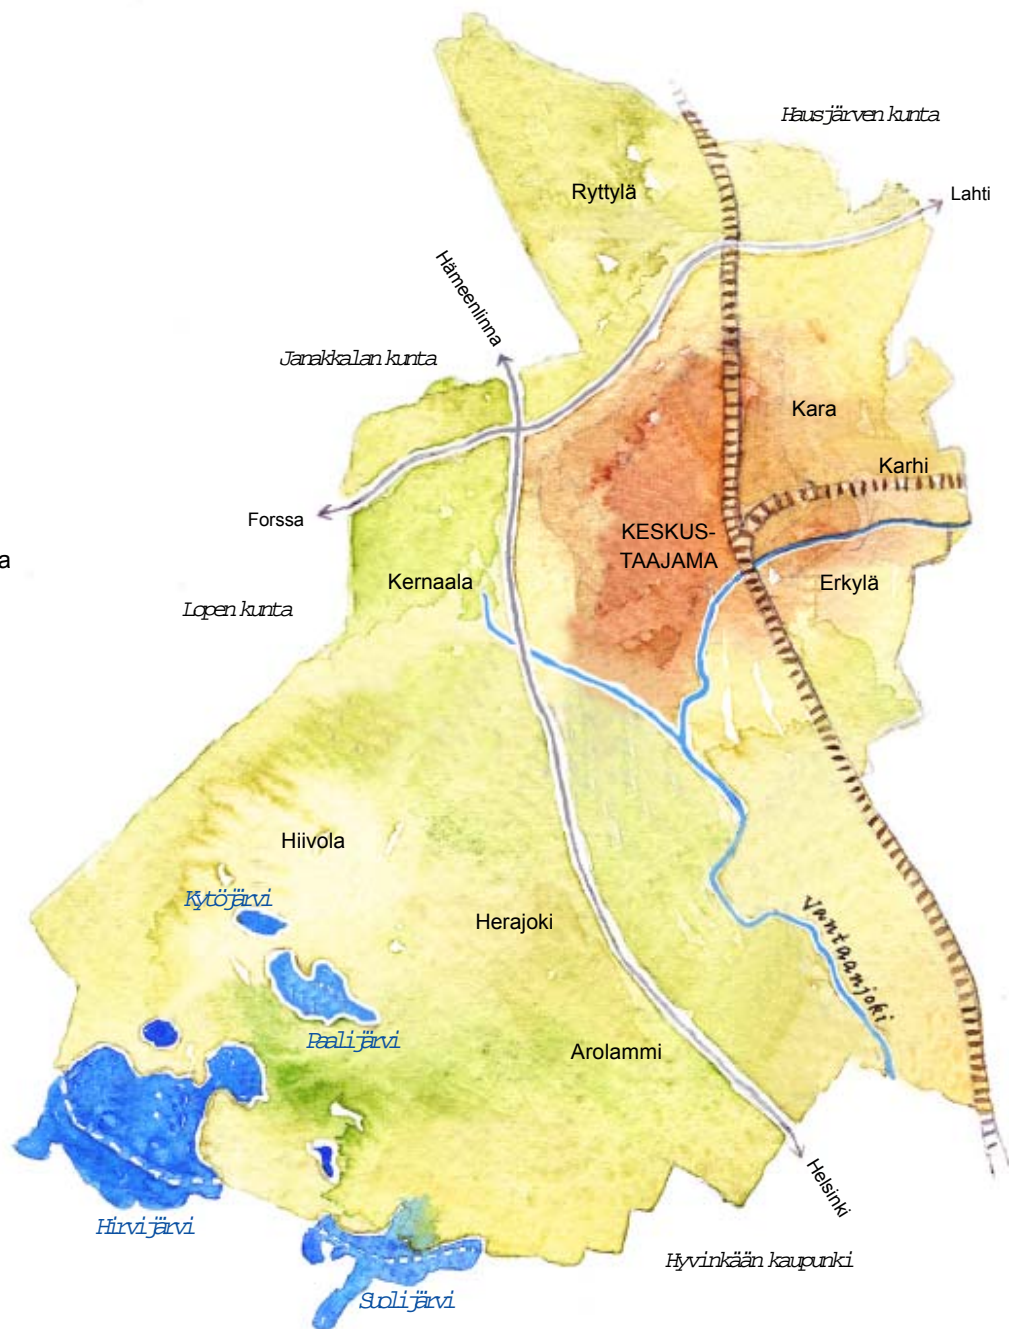 Hausjärven kunta
Ryttylä
Lahti
Hämeenlinna
Janakkalan kunta
Kara
Karhi
Forssa
KESKUS-
TAAJAMA
a
Kernaala
Erkylä
Lopen kunta
Hiivola
Kytöjärvi
Herajoki
Vantaanjoki
Paalijärvi
Arolammi
Helsinki
Hirvijärvi
Hyvinkään kaupunki
Suolijärvi